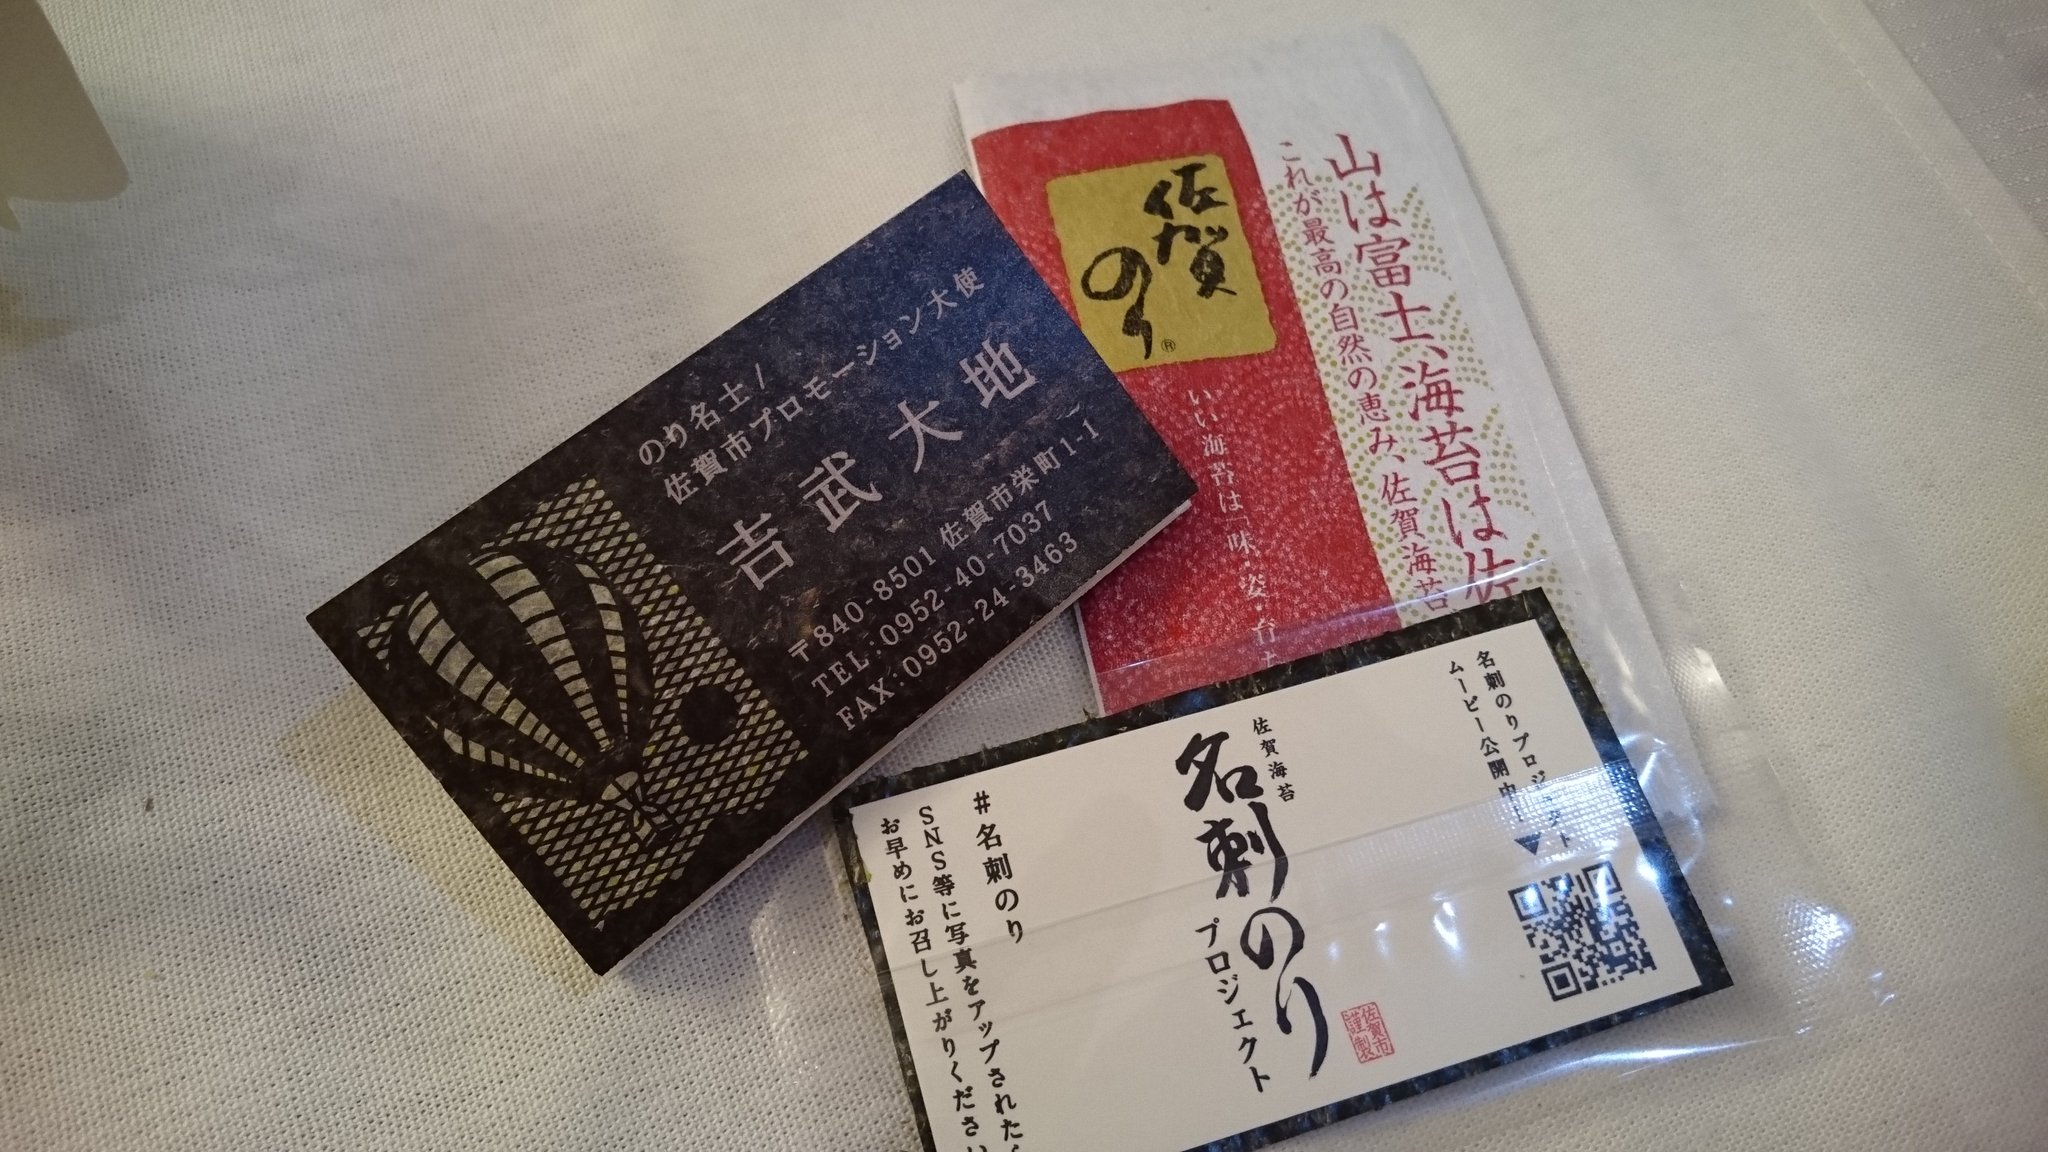 のり名士/
佐賀市プロモーション大使
吉武大地
〒840-8501 佐賀市栄町1-1
TEL:0952-40-7037
FAX:0952-24-3463
山は富士、海苔は佐
これが最高の自然の恵み、佐賀海苔
佐賀
のり
®
いい海苔は「味・姿・育
名刺のりプロジェクト
ムービー公開中!▼
佐賀海苔
名刺のり
プロジェクト
佐賀市
謹製
#名刺のり
SNS等に写真をアップされた
お早めにお召し上がりください